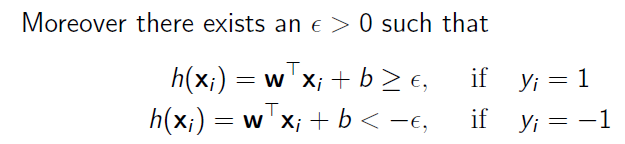 Moreover there exists an ϵ > 0 such that
h(xᵢ) = w⊤xᵢ + b ≥ ϵ, if yᵢ = 1
h(xᵢ) = w⊤xᵢ + b < −ϵ, if yᵢ = −1